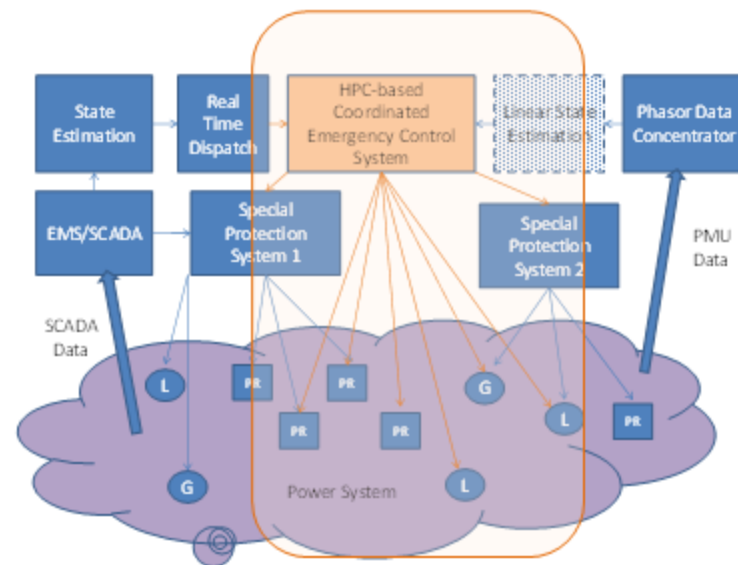 State
Estimation
Real
Time
Dispatch
HPC-based
Coordinated
Emergency Control
System
Linear State
Estimation
Phasor Data
Concentrator
EMS/SCADA
Special
Protection
System 1
Special
Protection
System 2
PMU
Data
SCADA
Data
L
PR
PR
G
PR
PR
L
PR
G
Power System
L